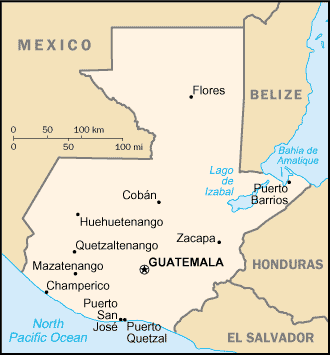 MEXICO
Flores
BELIZE
0 50 100 km
0 50 100 mi
Bahía de
Amatique
Lago
de
Izabal
Puerto
Barrios
Cobán
Huehuetenango
Quetzaltenango
Zacapa
Mazatenango
GUATEMALA
HONDURAS
Champerico
Puerto
San
José
Puerto
Quetzal
North
Pacific Ocean
EL SALVADOR